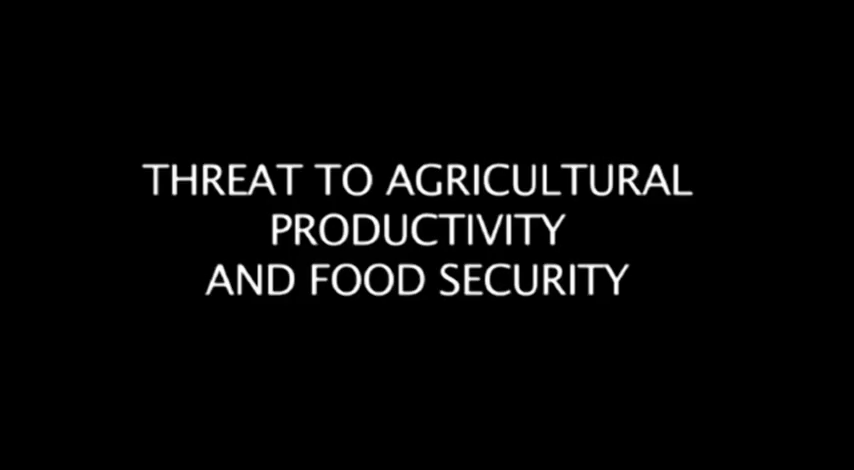 THREAT TO AGRICULTURAL
PRODUCTIVITY
AND FOOD SECURITY